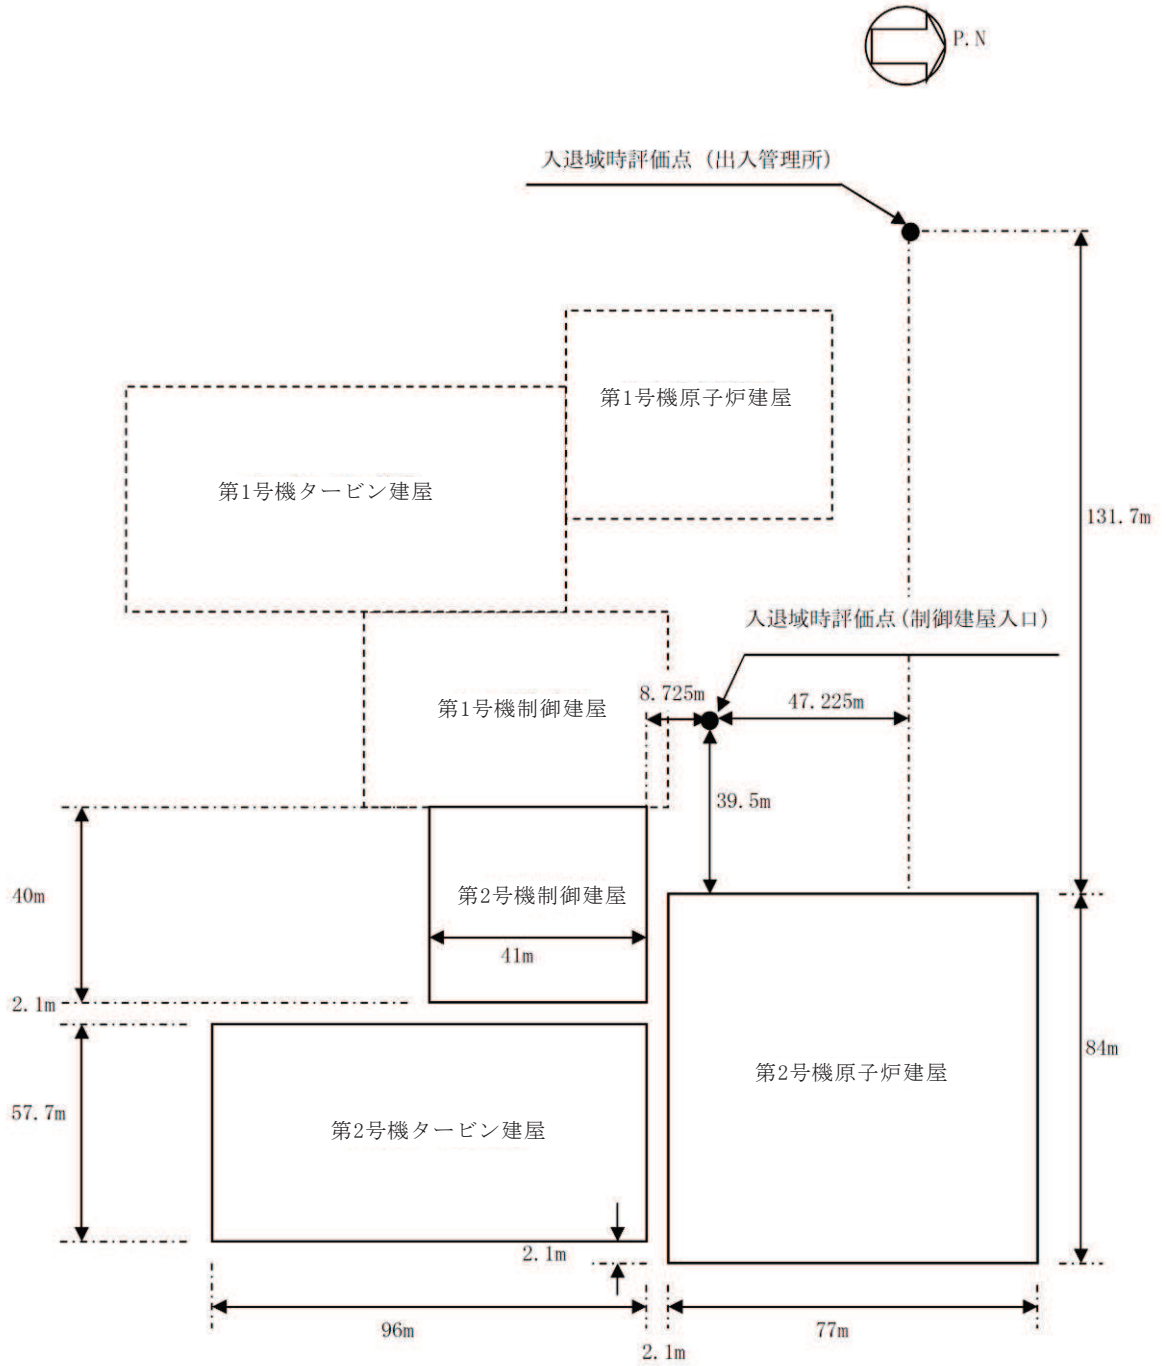 P.N
入退域時評価点（出入管理所）
第1号機原子炉建屋
第1号機タービン建屋
131.7m
入退域時評価点(制御建屋入口)
8.725m
47.225m
第1号機制御建屋
39.5m
40m
第2号機制御建屋
41m
2.1m
84m
第2号機原子炉建屋
57.7m
第2号機タービン建屋
2.1m
96m
77m
2.1m